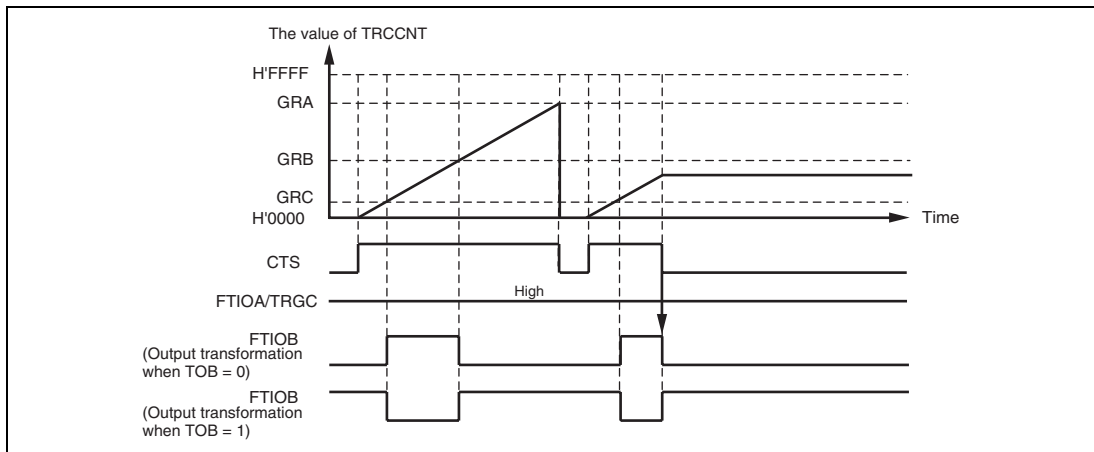 The value of TRCCNT
H'FFFF
GRA
GRB
GRC
H'0000
Time
CTS
High
FTIOA/TRGC
FTIOB
(Output transformation
when TOB = 0)
FTIOB
(Output transformation
when TOB = 1)